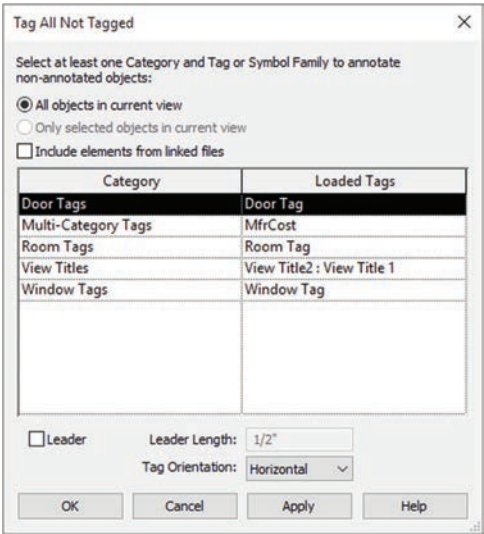 Tag All Not Tagged
Select at least one Category and Tag or Symbol Family to annotate
non-annotated objects:
All objects in current view
Only selected objects in current view
Include elements from linked files
Category Loaded Tags
Door Tags Door Tag
Multi-Category Tags MfrCost
Room Tags Room Tag
View Titles View Title2 : View Title 1
Window Tags Window Tag
Leader Leader Length: 1/2"
Tag Orientation: Horizontal
OK Cancel Apply Help